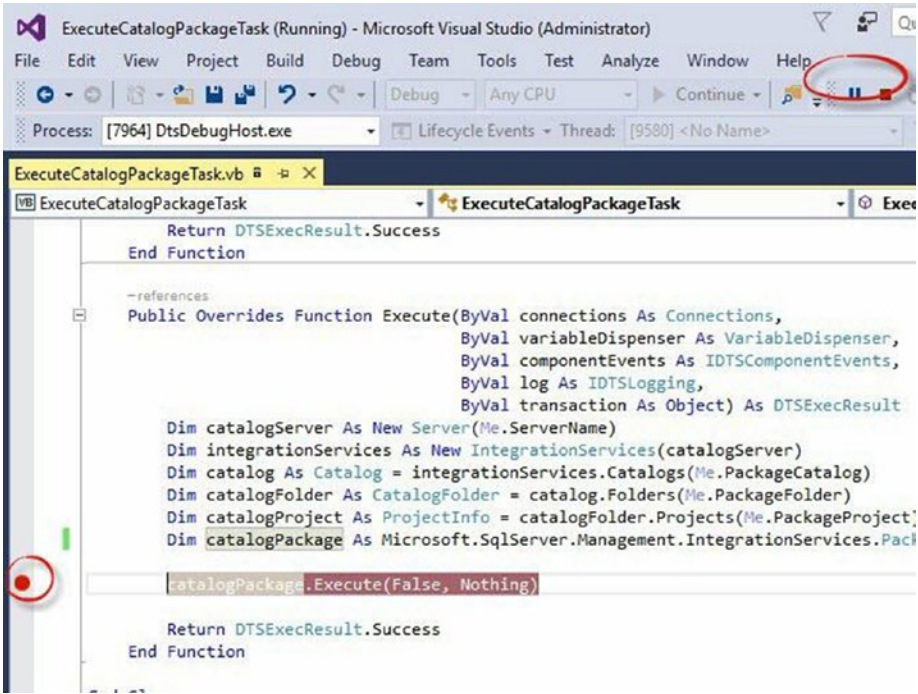 ExecuteCatalogPackageTask (Running) - Microsoft Visual Studio (Administrator)
File Edit View Project Build Debug Team Tools Test Analyze Window Help
Debug Any CPU Continue
Process: [7964] DtsDebugHost.exe Lifecycle Events Thread: [9580] <No Name>
ExecuteCatalogPackageTask.vb
VB ExecuteCatalogPackageTask ExecuteCatalogPackageTask Exec
Return DTSExecResult.Success
End Function
-references
Public Overrides Function Execute(ByVal connections As Connections,
ByVal variableDispenser As VariableDispenser,
ByVal componentEvents As IDTSComponentEvents,
ByVal log As IDTSLogging,
ByVal transaction As Object) As DTSExecResult
Dim catalogServer As New Server(Me.ServerName)
Dim integrationServices As New IntegrationServices(catalogServer)
Dim catalog As Catalog = integrationServices.Catalogs(Me.PackageCatalog)
Dim catalogFolder As CatalogFolder = catalog.Folders(Me.PackageFolder)
Dim catalogProject As ProjectInfo = catalogFolder.Projects(Me.PackageProject)
Dim catalogPackage As Microsoft.SqlServer.Management.IntegrationServices.Pack
catalogPackage.Execute(False, Nothing)
Return DTSExecResult.Success
End Function